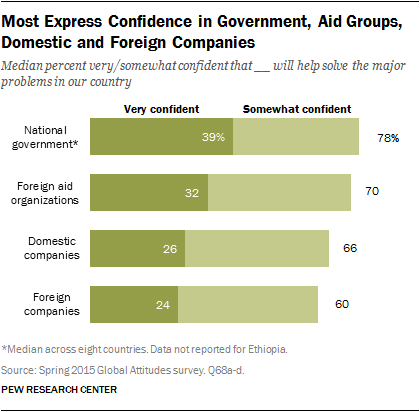 Most Express Confidence in Government, Aid Groups,
Domestic and Foreign Companies
Median percent very/somewhat confident that __ will help solve the major
problems in our country
Very confident Somewhat confident
National
government*
39% 78%
Foreign aid
organizations
32 70
Domestic
companies
26 66
Foreign
companies
24 60
*Median across eight countries. Data not reported for Ethiopia.
Source: Spring 2015 Global Attitudes survey. Q68a-d.
PEW RESEARCH CENTER